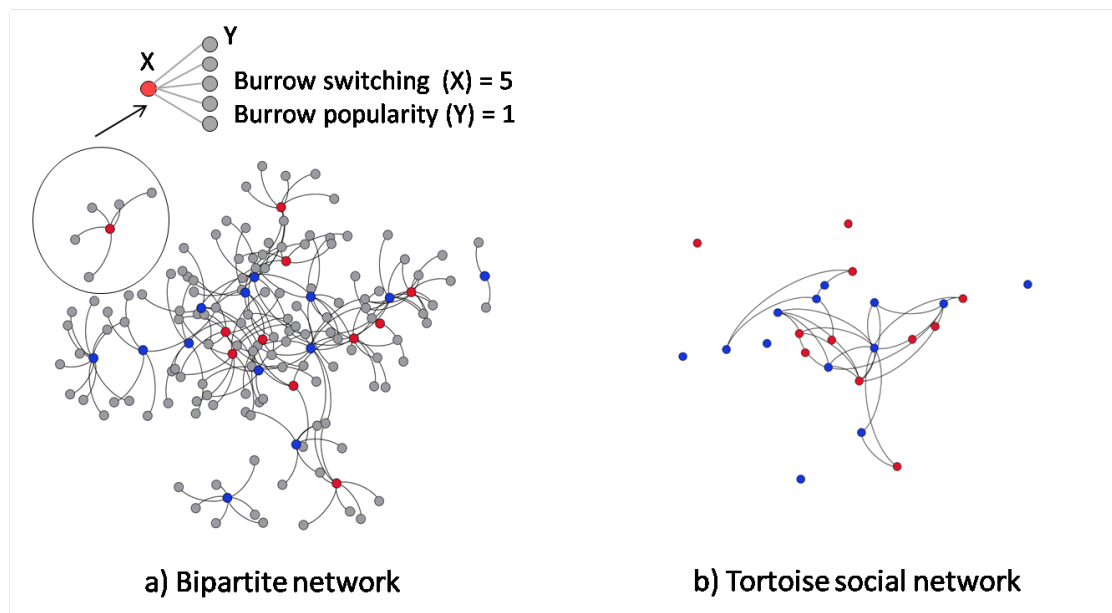 Y
X
Burrow switching (X) = 5
Burrow popularity (Y) = 1
a) Bipartite network
b) Tortoise social network